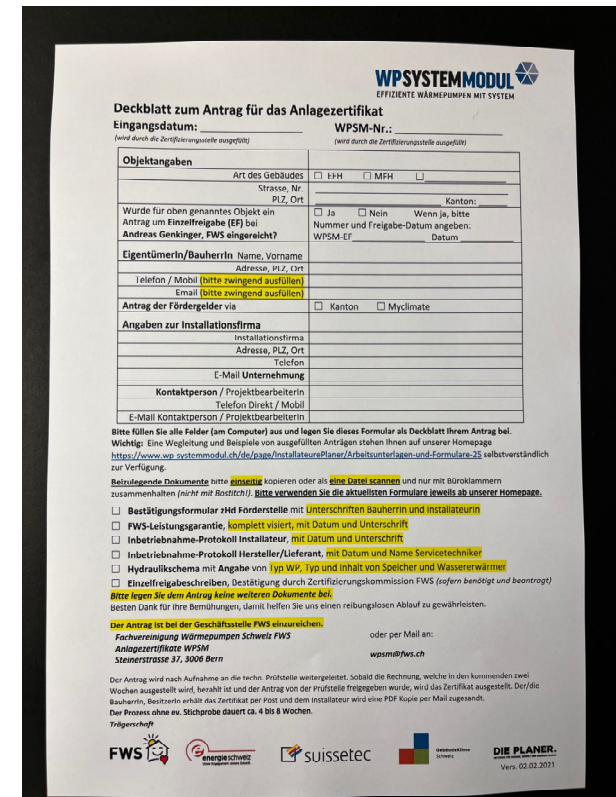 WPSYSTEMMODUL
EFFIZIENTE WÄRMEPUMPEN MIT SYSTEM
Deckblatt zum Antrag für das Anlagezertifikat
Eingangsdatum: WPSM-Nr.:
(wird durch die Zertifizierungsstelle ausgefüllt) (wird durch die Zertifizierungsstelle ausgefüllt)
Objektangaben
Art des Gebäudes ☐ EFH ☐ MFH ☐
Strasse, Nr.
PLZ, Ort Kanton:
Wurde für oben genanntes Objekt ein ☐ Ja ☐ Nein Wenn ja, bitte
Antrag um Einzelfreigabe (EF) bei Nummer und Freigabe-Datum angeben:
Andreas Genkinger, FWS eingereicht? WPSM-EF Datum
EigentümerIn/BauherrIn Name, Vorname
Adresse, PLZ, Ort
Telefon / Mobil (bitte zwingend ausfüllen)
Email (bitte zwingend ausfüllen)
Antrag der Fördergelder via ☐ Kanton ☐ Myclimate
Angaben zur Installationsfirma
Installationsfirma
Adresse, PLZ, Ort
Telefon
E-Mail Unternehmung
Kontaktperson / ProjektbearbeiterIn
Telefon Direkt / Mobil
E-Mail Kontaktperson / ProjektbearbeiterIn
Bitte füllen Sie alle Felder (am Computer) aus und legen Sie dieses Formular als Deckblatt Ihrem Antrag bei.
Wichtig: Eine Wegleitung und Beispiele von ausgefüllten Anträgen stehen Ihnen auf unserer Homepage
https://www.wp-systemmodul.ch/de/page/InstallateurePlaner/Arbeitsunterlagen-und-Formulare-25 selbstverständlich
zur Verfügung.
Beizulegende Dokumente bitte einseitig kopieren oder als eine Datei scannen und nur mit Büroklammern
zusammenhalten (nicht mit Bostitch!). Bitte verwenden Sie die aktuellsten Formulare jeweils ab unserer Homepage.
☐ Bestätigungsformular zHd Förderstelle mit Unterschriften BauherrIn und InstallateurIn
☐ FWS-Leistungsgarantie, komplett visiert, mit Datum und Unterschrift
☐ Inbetriebnahme-Protokoll Installateur, mit Datum und Unterschrift
☐ Inbetriebnahme-Protokoll Hersteller/Lieferant, mit Datum und Name Servicetechniker
☐ Hydraulikschema mit Angabe von Typ WP, Typ und Inhalt von Speicher und Wassererwärmer
☐ Einzelfreigabeschreiben, Bestätigung durch Zertifizierungskommission FWS (sofern benötigt und beantragt)
Bitte legen Sie dem Antrag keine weiteren Dokumente bei.
Besten Dank für Ihre Bemühungen, damit helfen Sie uns einen reibungslosen Ablauf zu gewährleisten.
Der Antrag ist bei der Geschäftsstelle FWS einzureichen.
Fachvereinigung Wärmepumpen Schweiz FWS oder per Mail an:
Anlagezertifikate WPSM
Steinerstrasse 37, 3006 Bern wpsm@fws.ch
Der Antrag wird nach Aufnahme an die techn. Prüfstelle weitergeleitet. Sobald die Rechnung, welche in den kommenden zwei
Wochen ausgestellt wird, bezahlt ist und der Antrag von der Prüfstelle freigegeben wurde, wird das Zertifikat ausgestellt. Der/die
BauherrIn, BesitzerIn erhält das Zertifikat per Post und dem Installateur wird eine PDF Kopie per Mail zugesandt.
Der Prozess ohne ev. Stichprobe dauert ca. 4 bis 8 Wochen.
Trägerschaft
FWS energieschweiz suissetec GebäudeKlima Schweiz DIE PLANER.
Vers. 02.02.2021